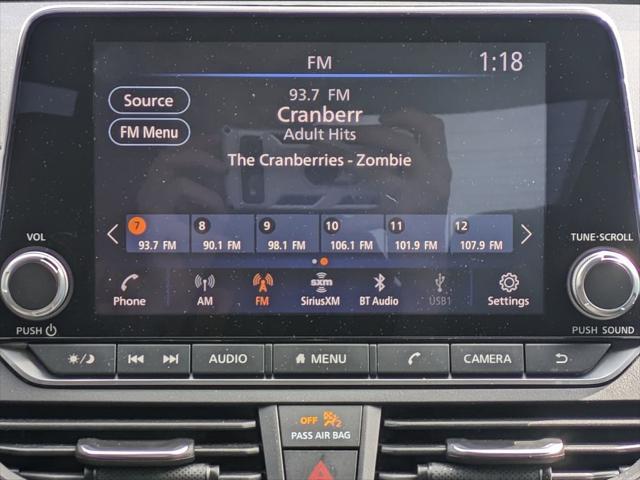 FM
1:18
Source
93.7 FM
Cranberr
FM Menu
Adult Hits
The Cranberries - Zombie
7 8 9 10 11 12
93.7 FM 90.1 FM 98.1 FM 106.1 FM 101.9 FM 107.9 FM
VOL
TUNE·SCROLL
sxm
Phone AM FM SiriusXM BT Audio USB1 Settings
PUSH
PUSH SOUND
AUDIO MENU CAMERA
OFF 2
PASS AIR BAG